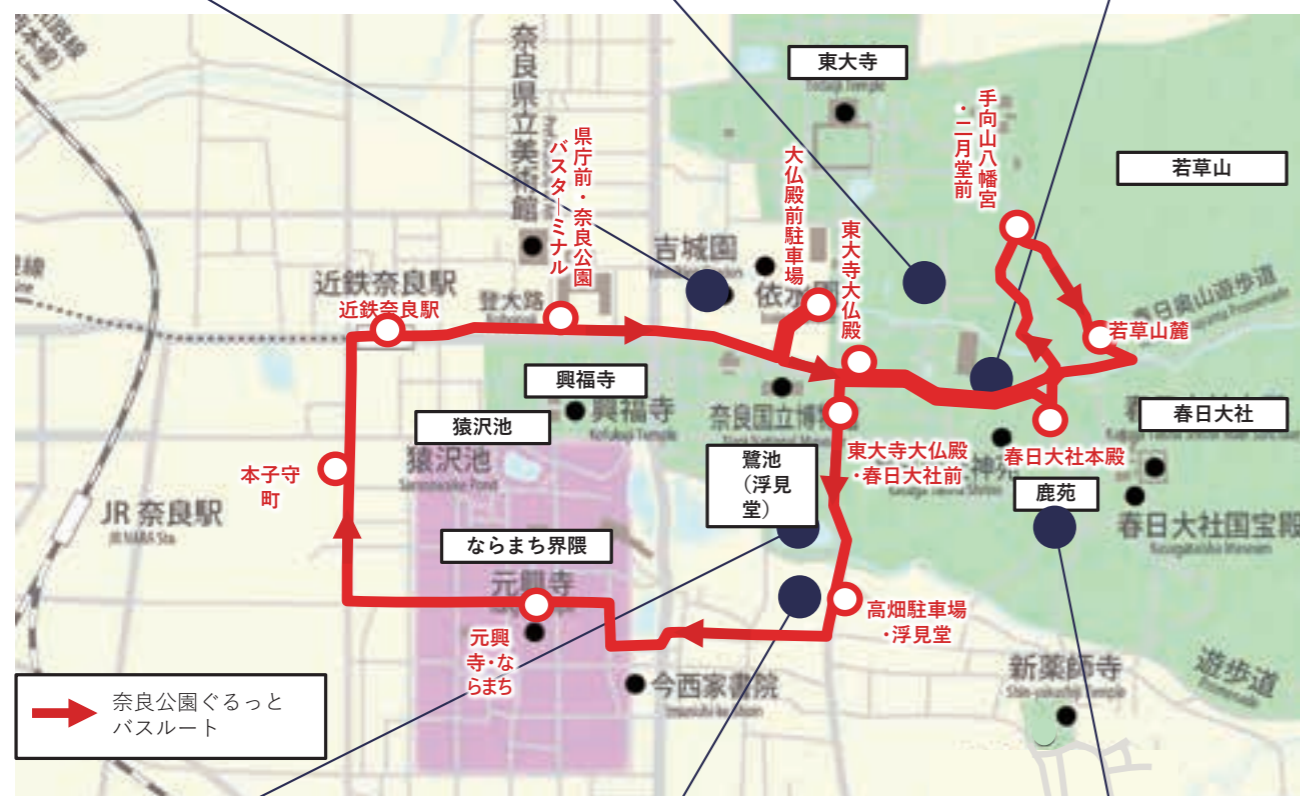 東大寺
奈良県立美術館
県庁前・奈良公園
バスターミナル
大仏殿前駐車場
手向山八幡宮
・二月堂前
若草山
東大寺大仏殿
吉城園
近鉄奈良駅
近鉄奈良駅
登大路
春日奥山遊歩道
若草山麓
興福寺
興福寺
奈良国立博物館
春日大社
猿沢池
猿沢池
東大寺大仏殿
・春日大社前
春日大社本殿
鷺池
（浮見
堂）
鹿苑
本子守
町
JR 奈良駅
JR NARA Sta.
春日大社国宝殿
ならまち界隈
元興寺
高畑駐車場
・浮見堂
元興
寺・な
らまち
新薬師寺
Shin-yakushiji Temple
遊歩道
今西家書院
奈良公園ぐるっと
バスルート